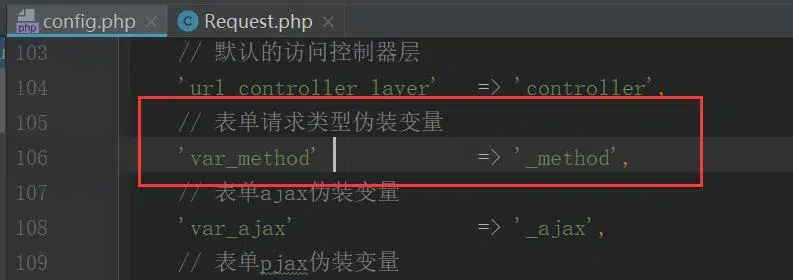 config.php × Request.php ×
103 // 默认的访问控制器层
104 'url_controller_layer' => 'controller',
105 // 表单请求类型伪装变量
106 'var_method' => '_method',
107 // 表单ajax伪装变量
108 'var_ajax' => '_ajax',
109 // 表单pjax伪装变量